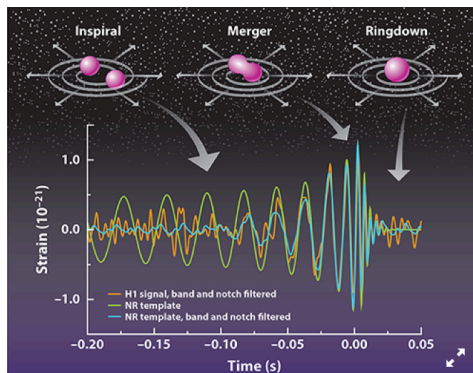 Inspiral Merger Ringdown
1.0
0.0
−1.0
Strain (10⁻²¹)
H1 signal, band and notch filtered
NR template
NR template, band and notch filtered
−0.20 −0.15 −0.10 −0.05 0.00 0.05
Time (s)